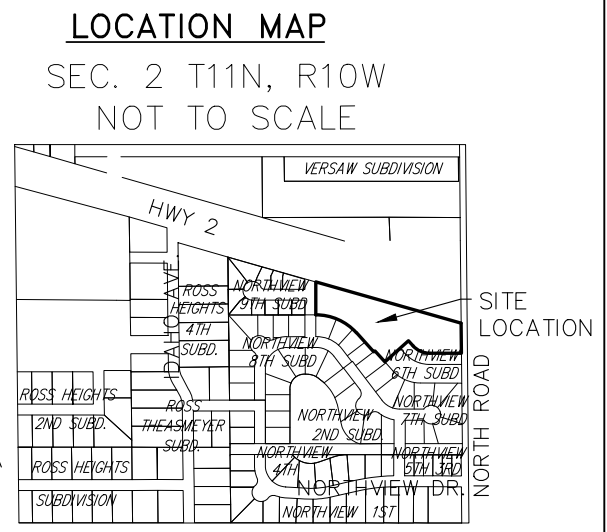 LOCATION MAP
SEC. 2 T11N, R10W
NOT TO SCALE
VERSAW SUBDIVISION
HWY 2
IDAHO AVE.
ROSS
HEIGHTS
4TH
SUBD.
NORTHVIEW
9TH SUBD
SITE
LOCATION
NORTHVIEW
8TH SUBD
NORTHVIEW
6TH SUBD
NORTH ROAD
ROSS HEIGHTS
2ND SUBD.
ROSS
THEASMEYER
SUBD.
NORTHVIEW
2ND SUBD.
NORTHVIEW
7TH SUBD
ROSS HEIGHTS
SUBDIVISION
NORTHVIEW
4TH
NORTHVIEW
5TH 3RD
NORTHVIEW DR.
NORTHVIEW 1ST